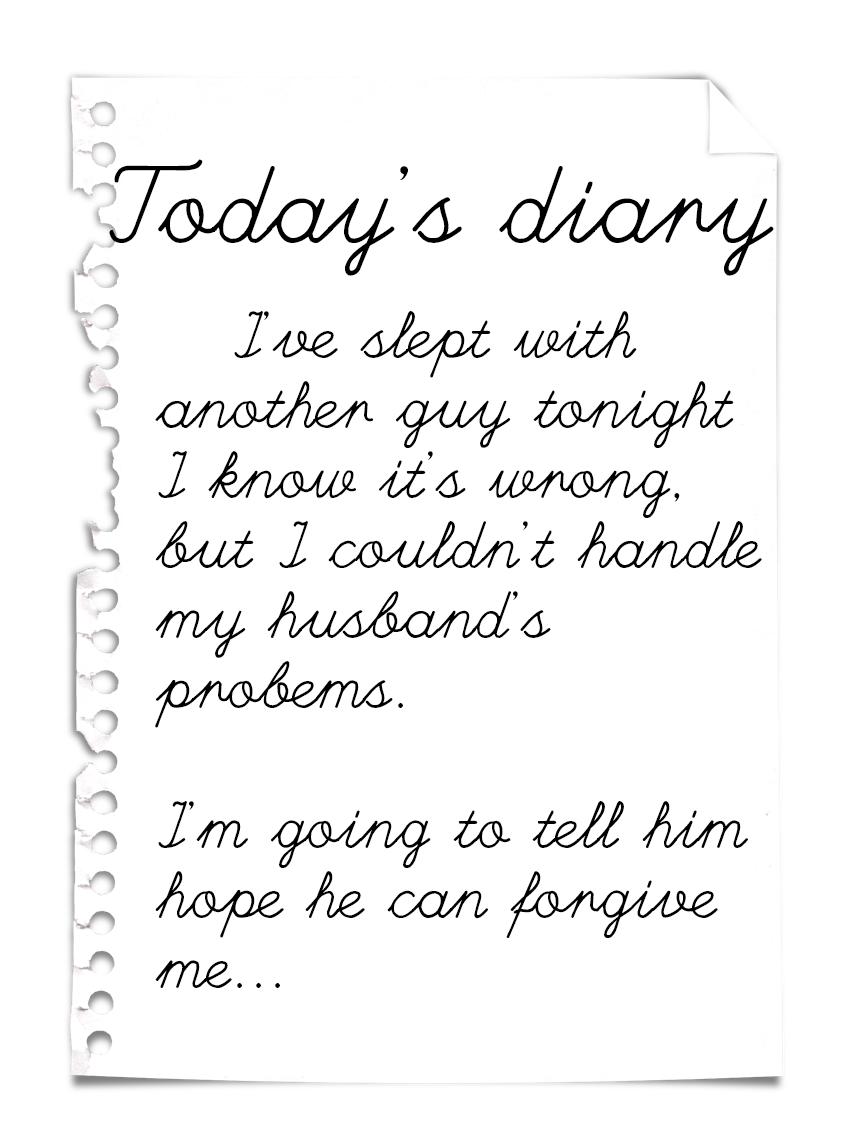 Today's diary
I've slept with
another guy tonight
I know it's wrong,
but I couldn't handle
my husband's
probems.
I'm going to tell him
hope he can forgive
me...